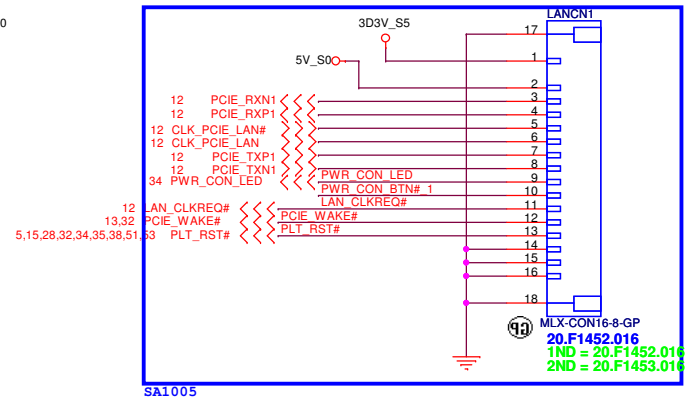 0
LANCN1
3D3V_S5
17
5V_S0
1
2
12 PCIE_RXN1 3
12 PCIE_RXP1 4
12 CLK_PCIE_LAN# 5
12 CLK_PCIE_LAN 6
12 PCIE_TXP1 7
12 PCIE_TXN1 8
34 PWR_CON_LED PWR_CON_LED 9
PWR_CON_BTN#_1 10
12 LAN_CLKREQ# LAN_CLKREQ# 11
13,32 PCIE_WAKE# PCIE_WAKE# 12
5,15,28,32,34,35,38,51,53 PLT_RST# PLT_RST# 13
14
15
16
18
GP MLX-CON16-8-GP
20.F1452.016
1ND = 20.F1452.016
2ND = 20.F1453.016
SA1005